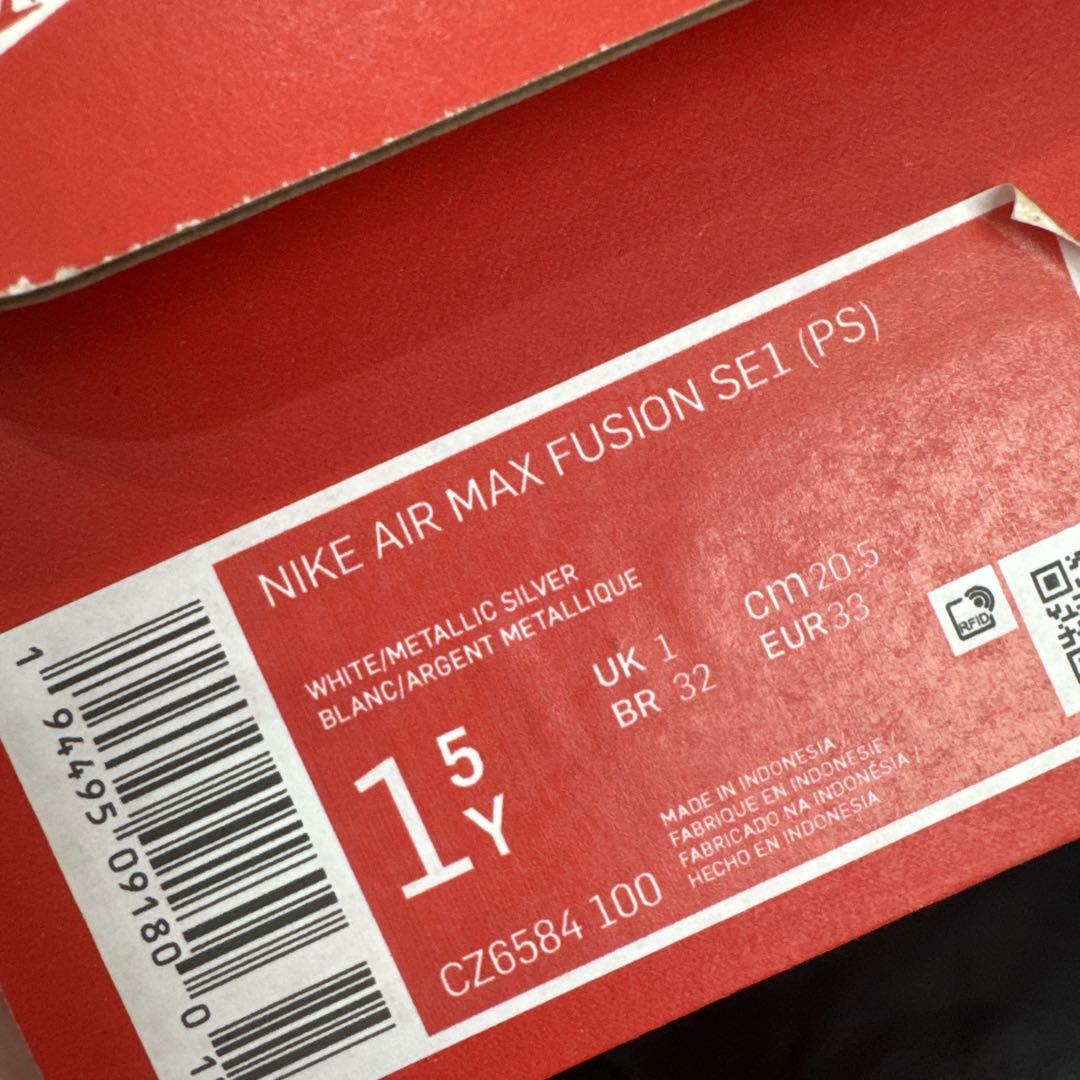 NIKE AIR MAX FUSION SE1 (PS)
WHITE/METALLIC SILVER
BLANC/ARGENT METALLIQUE
1 5 Y
UK 1
BR 32
cm 20.5
EUR 33
RFID
CZ6584 100
MADE IN INDONESIA /
FABRIQUE EN INDONESIE /
FABRICADO NA INDONÉSIA /
HECHO EN INDONESIA
1 94495 09180 0